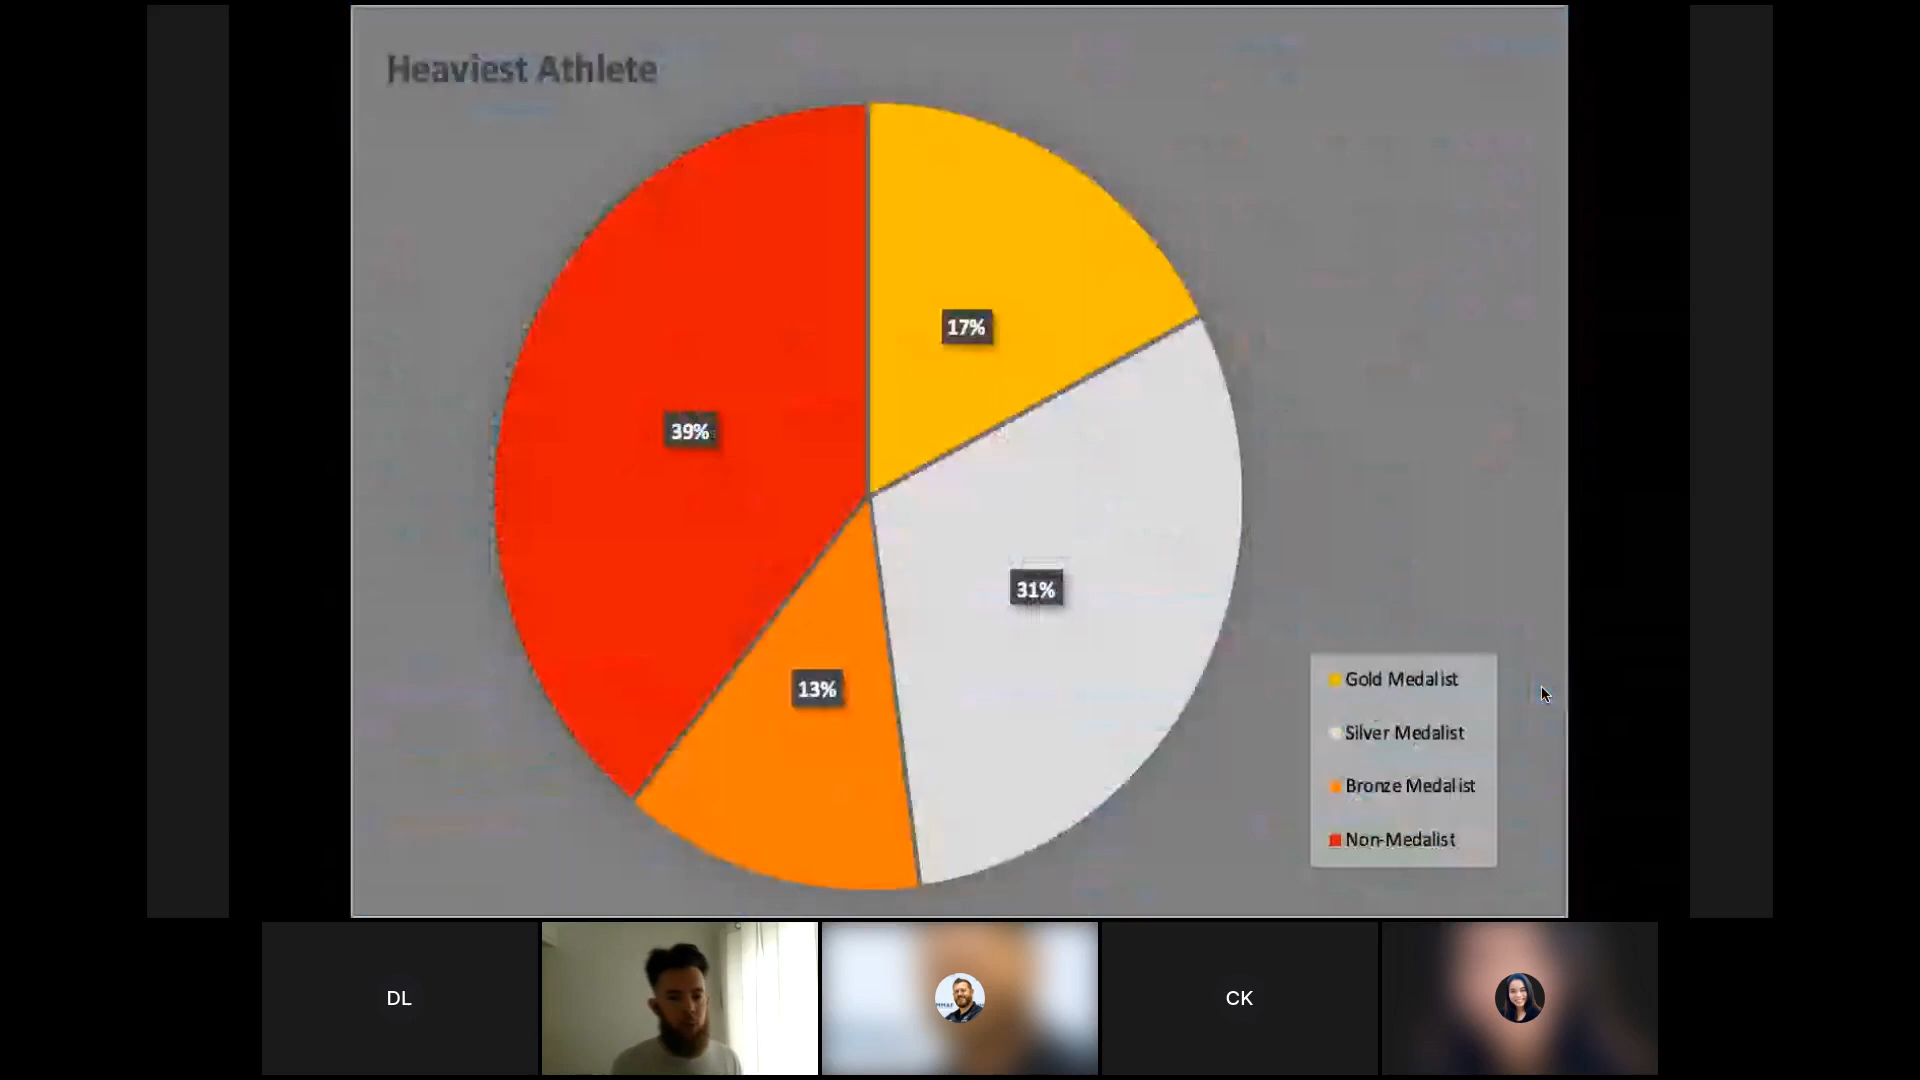 Heaviest Athlete
17%
39%
31%
13%
Gold Medalist
Silver Medalist
Bronze Medalist
Non-Medalist
DL
CK